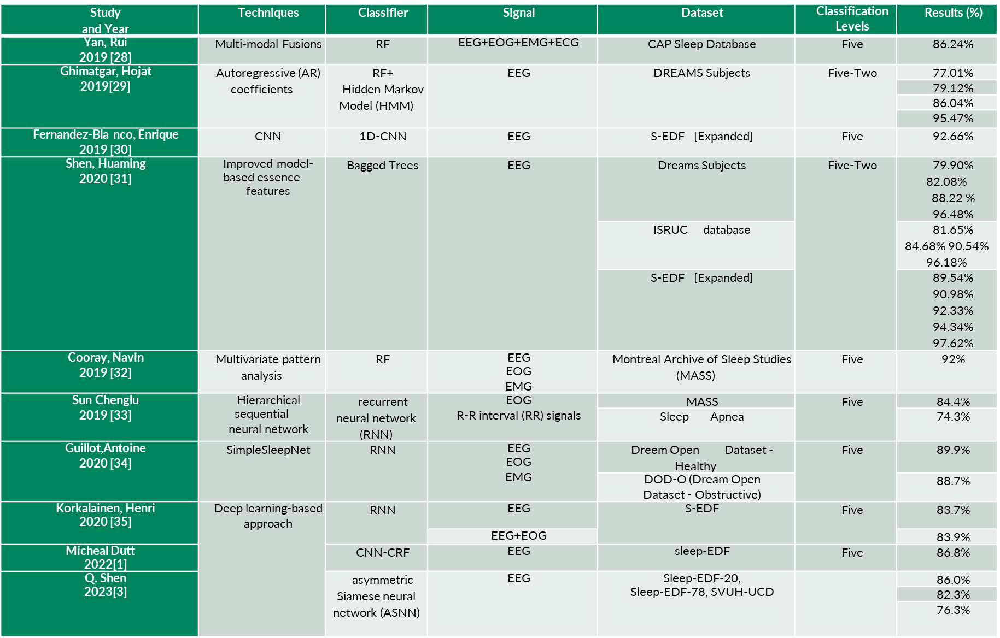 Study
and Year
Techniques
Classifier
Signal
Dataset
Classification
Levels
Results (%)
Yan, Rui
2019 [28]
Multi-modal Fusions
RF
EEG+EOG+EMG+ECG
CAP Sleep Database
Five
86.24%
Ghimatgar, Hojat
2019[29]
Autoregressive (AR)
coefficients
RF+
Hidden Markov
Model (HMM)
EEG
DREAMS Subjects
Five-Two
77.01%
79.12%
86.04%
95.47%
Fernandez-Bla nco, Enrique
2019 [30]
CNN
1D-CNN
EEG
S-EDF [Expanded]
Five
92.66%
Shen, Huaming
2020 [31]
Improved model-
based essence
features
Bagged Trees
EEG
Dreams Subjects
Five-Two
79.90%
82.08%
88.22 %
96.48%
ISRUC database
81.65%
84.68% 90.54%
96.18%
S-EDF [Expanded]
89.54%
90.98%
92.33%
94.34%
97.62%
Cooray, Navin
2019 [32]
Multivariate pattern
analysis
RF
EEG
EOG
EMG
Montreal Archive of Sleep Studies
(MASS)
Five
92%
Sun Chenglu
2019 [33]
Hierarchical
sequential
neural network
recurrent
neural network
(RNN)
EOG
R-R interval (RR) signals
MASS
Five
84.4%
Sleep Apnea
74.3%
Guillot,Antoine
2020 [34]
SimpleSleepNet
RNN
EEG
EOG
EMG
Dreem Open Dataset -
Healthy
Five
89.9%
DOD-O (Dream Open
Dataset - Obstructive)
88.7%
Korkalainen, Henri
2020 [35]
Deep learning-based
approach
RNN
EEG
S-EDF
Five
83.7%
EEG+EOG
83.9%
Micheal Dutt
2022[1]
CNN-CRF
EEG
sleep-EDF
Five
86.8%
Q. Shen
2023[3]
asymmetric
Siamese neural
network (ASNN)
EEG
Sleep-EDF-20,
Sleep-EDF-78, SVUH-UCD
86.0%
82.3%
76.3%